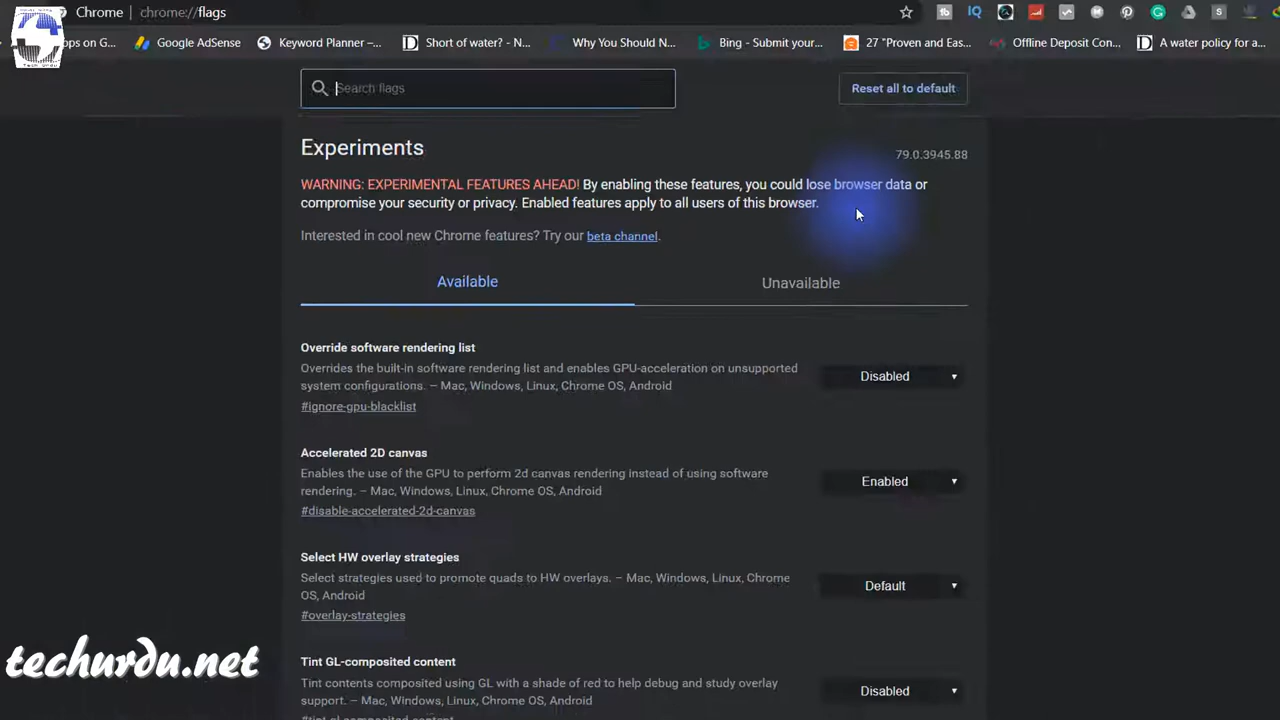 Chrome | chrome://flags
ops on G...
Google AdSense
Keyword Planner –...
Short of water? - N...
Why You Should N...
Bing - Submit your...
27 "Proven and Eas...
Offline Deposit Con...
A water policy for a...
Search flags
Reset all to default
Experiments
79.0.3945.88
WARNING: EXPERIMENTAL FEATURES AHEAD! By enabling these features, you could lose browser data or
compromise your security or privacy. Enabled features apply to all users of this browser.
Interested in cool new Chrome features? Try our beta channel.
Available
Unavailable
Override software rendering list
Overrides the built-in software rendering list and enables GPU-acceleration on unsupported
system configurations. – Mac, Windows, Linux, Chrome OS, Android
#ignore-gpu-blacklist
Disabled
Accelerated 2D canvas
Enables the use of the GPU to perform 2d canvas rendering instead of using software
rendering. – Mac, Windows, Linux, Chrome OS, Android
#disable-accelerated-2d-canvas
Enabled
Select HW overlay strategies
Select strategies used to promote quads to HW overlays. – Mac, Windows, Linux, Chrome
OS, Android
#overlay-strategies
Default
Tint GL-composited content
Tint contents composited using GL with a shade of red to help debug and study overlay
support. – Mac, Windows, Linux, Chrome OS, Android
#tint-gl-composited-content
Disabled
techurdu.net